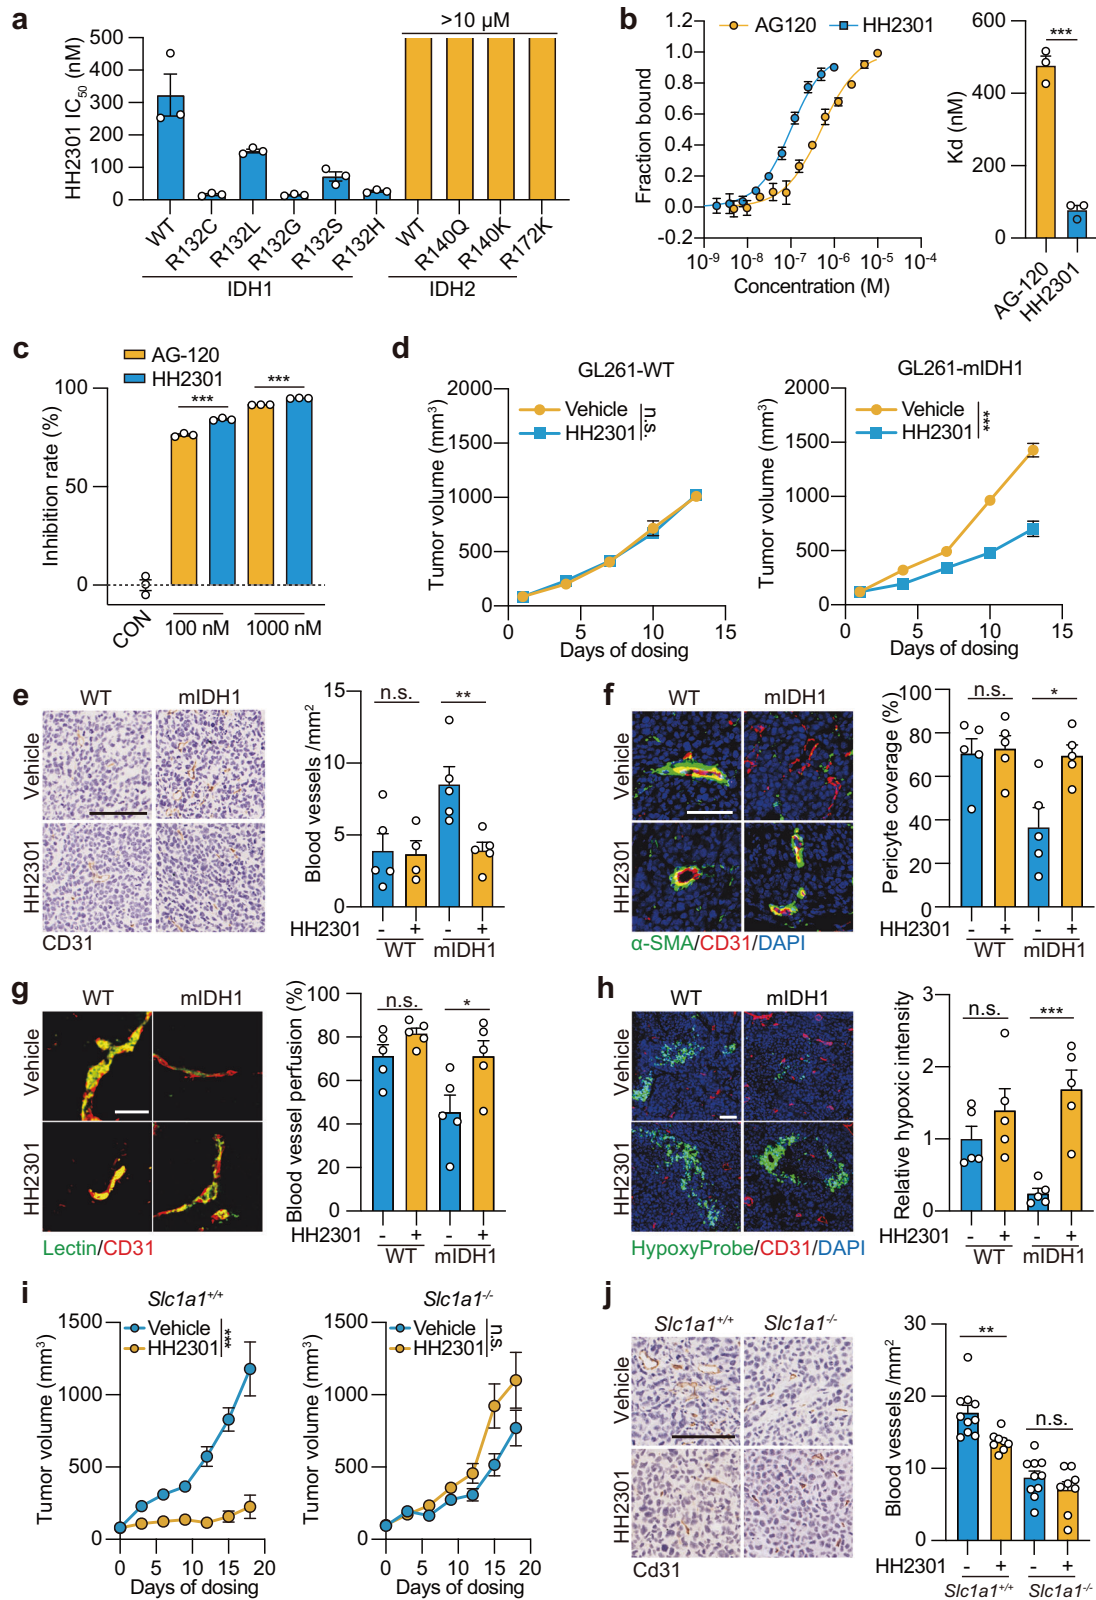 a
>10 µM
HH2301 IC50 (nM)
500
400
300
200
100
0
WT
R132C
R132L
R132G
R132S
R132H
WT
R140Q
R140K
R172K
IDH1
IDH2
b
AG120
HH2301
Fraction bound
1.2
1.0
0.8
0.6
0.4
0.2
0.0
-0.2
10-9
10-8
10-7
10-6
10-5
10-4
Concentration (M)
Kd (nM)
600
400
200
0
***
AG-120
HH2301
c
AG-120
HH2301
Inhibition rate (%)
100
50
0
***
***
CON
100 nM
1000 nM
d
GL261-WT
Tumor volume (mm3)
2000
1500
1000
500
0
Vehicle
HH2301
n.s.
0
5
10
15
Days of dosing
GL261-mIDH1
Tumor volume (mm3)
2000
1500
1000
500
0
Vehicle
HH2301
***
0
5
10
15
Days of dosing
e
WT
mIDH1
Vehicle
HH2301
CD31
Blood vessels /mm2
15
10
5
0
n.s.
**
HH2301
-
+
-
+
WT
mIDH1
f
WT
mIDH1
Vehicle
HH2301
α-SMA/CD31/DAPI
Pericyte coverage (%)
100
80
60
40
20
0
n.s.
*
HH2301
-
+
-
+
WT
mIDH1
g
WT
mIDH1
Vehicle
HH2301
Lectin/CD31
Blood vessel perfusion (%)
100
80
60
40
20
0
n.s.
*
HH2301
-
+
-
+
WT
mIDH1
h
WT
mIDH1
Vehicle
HH2301
HypoxyProbe/CD31/DAPI
Relative hypoxic intensity
3
2
1
0
n.s.
***
HH2301
-
+
-
+
WT
mIDH1
i
Slc1a1+/+
Tumor volume (mm3)
1500
1000
500
0
Vehicle
HH2301
***
0
5
10
15
20
Days of dosing
Slc1a1-/-
Tumor volume (mm3)
1500
1000
500
0
Vehicle
HH2301
n.s.
0
5
10
15
20
Days of dosing
j
Slc1a1+/+
Slc1a1-/-
Vehicle
HH2301
Cd31
Blood vessels /mm2
30
20
10
0
**
n.s.
HH2301
-
+
-
+
Slc1a1+/+
Slc1a1-/-